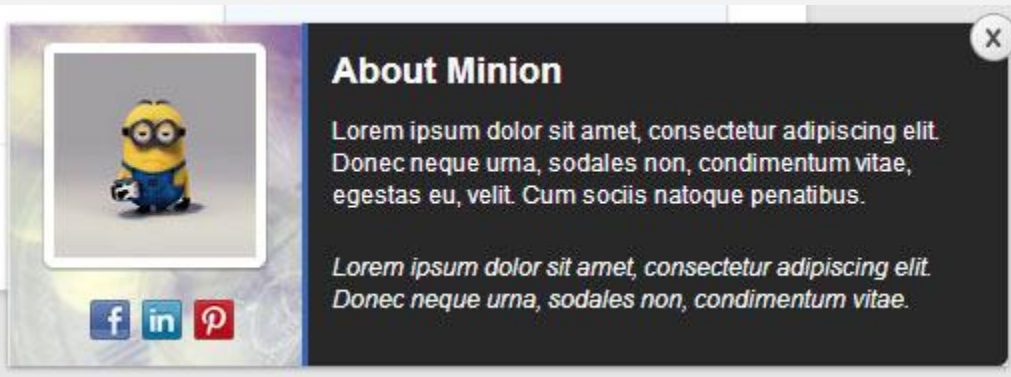 About Minion
Lorem ipsum dolor sit amet, consectetur adipiscing elit.
Donec neque urna, sodales non, condimentum vitae,
egestas eu, velit. Cum sociis natoque penatibus.
Lorem ipsum dolor sit amet, consectetur adipiscing elit.
Donec neque urna, sodales non, condimentum vitae.
f in p
x